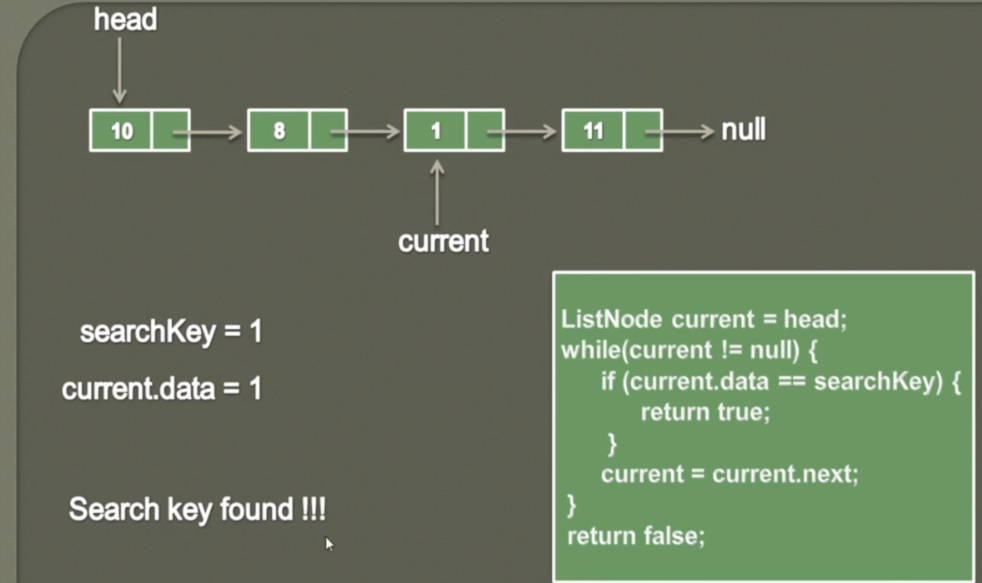 head
10 8 1 11 null
current
searchKey = 1
current.data = 1
Search key found !!!
ListNode current = head;
while(current != null) {
if (current.data == searchKey) {
return true;
}
current = current.next;
}
return false;